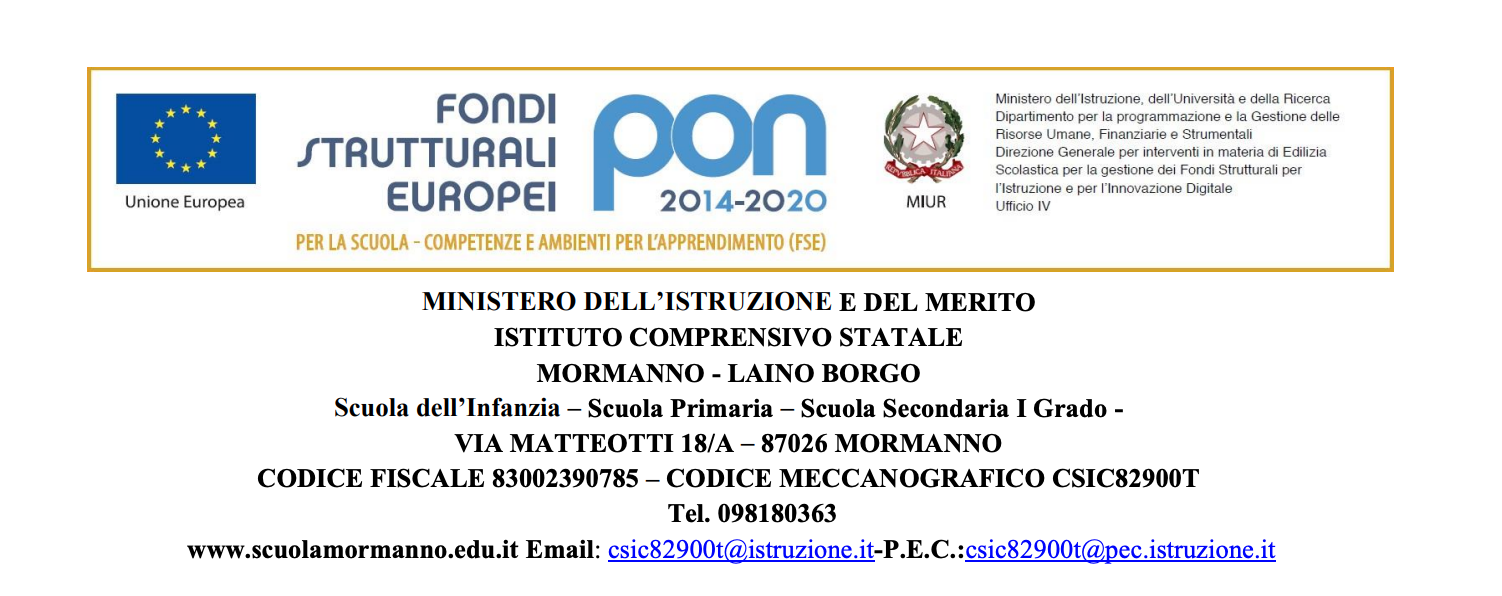 Unione Europea
FONDI
STRUTTURALI
EUROPEI
pon
2014-2020
PER LA SCUOLA - COMPETENZE E AMBIENTI PER L'APPRENDIMENTO (FSE)
REPVBBLICA ITALIANA
MIUR
Ministero dell'Istruzione, dell'Università e della Ricerca
Dipartimento per la programmazione e la Gestione delle
Risorse Umane, Finanziarie e Strumentali
Direzione Generale per interventi in materia di Edilizia
Scolastica per la gestione dei Fondi Strutturali per
l'Istruzione e per l'Innovazione Digitale
Ufficio IV
MINISTERO DELL'ISTRUZIONE E DEL MERITO
ISTITUTO COMPRENSIVO STATALE
MORMANNO - LAINO BORGO
Scuola dell'Infanzia – Scuola Primaria – Scuola Secondaria I Grado -
VIA MATTEOTTI 18/A – 87026 MORMANNO
CODICE FISCALE 83002390785 – CODICE MECCANOGRAFICO CSIC82900T
Tel. 098180363
www.scuolamormanno.edu.it Email: csic82900t@istruzione.it-P.E.C.:csic82900t@pec.istruzione.it